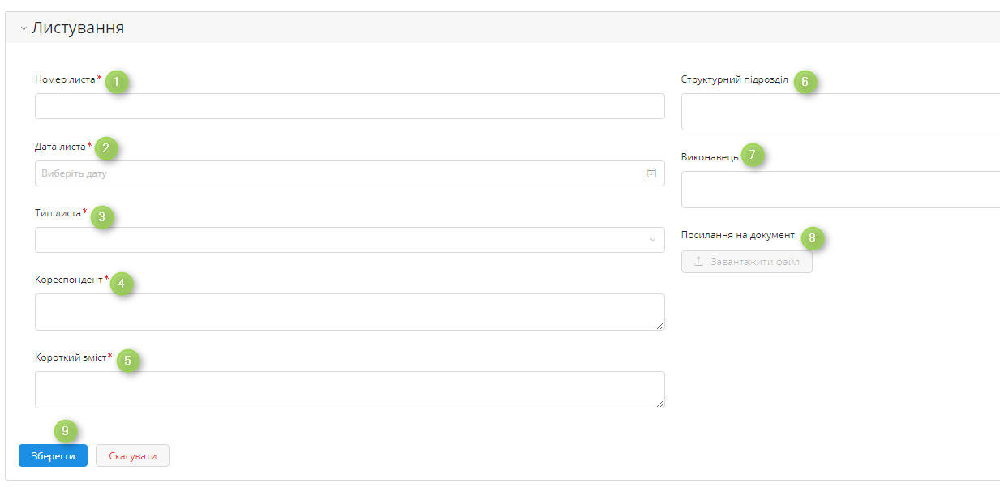 Листування
Номер листа* 1
Дата листа* 2
Виберіть дату
Тип листа* 3
Кореспондент* 4
Короткий зміст* 5
Структурний підрозділ 6
Виконавець 7
Посилання на документ 8
Завантажити файл
9
Зберегти
Скасувати